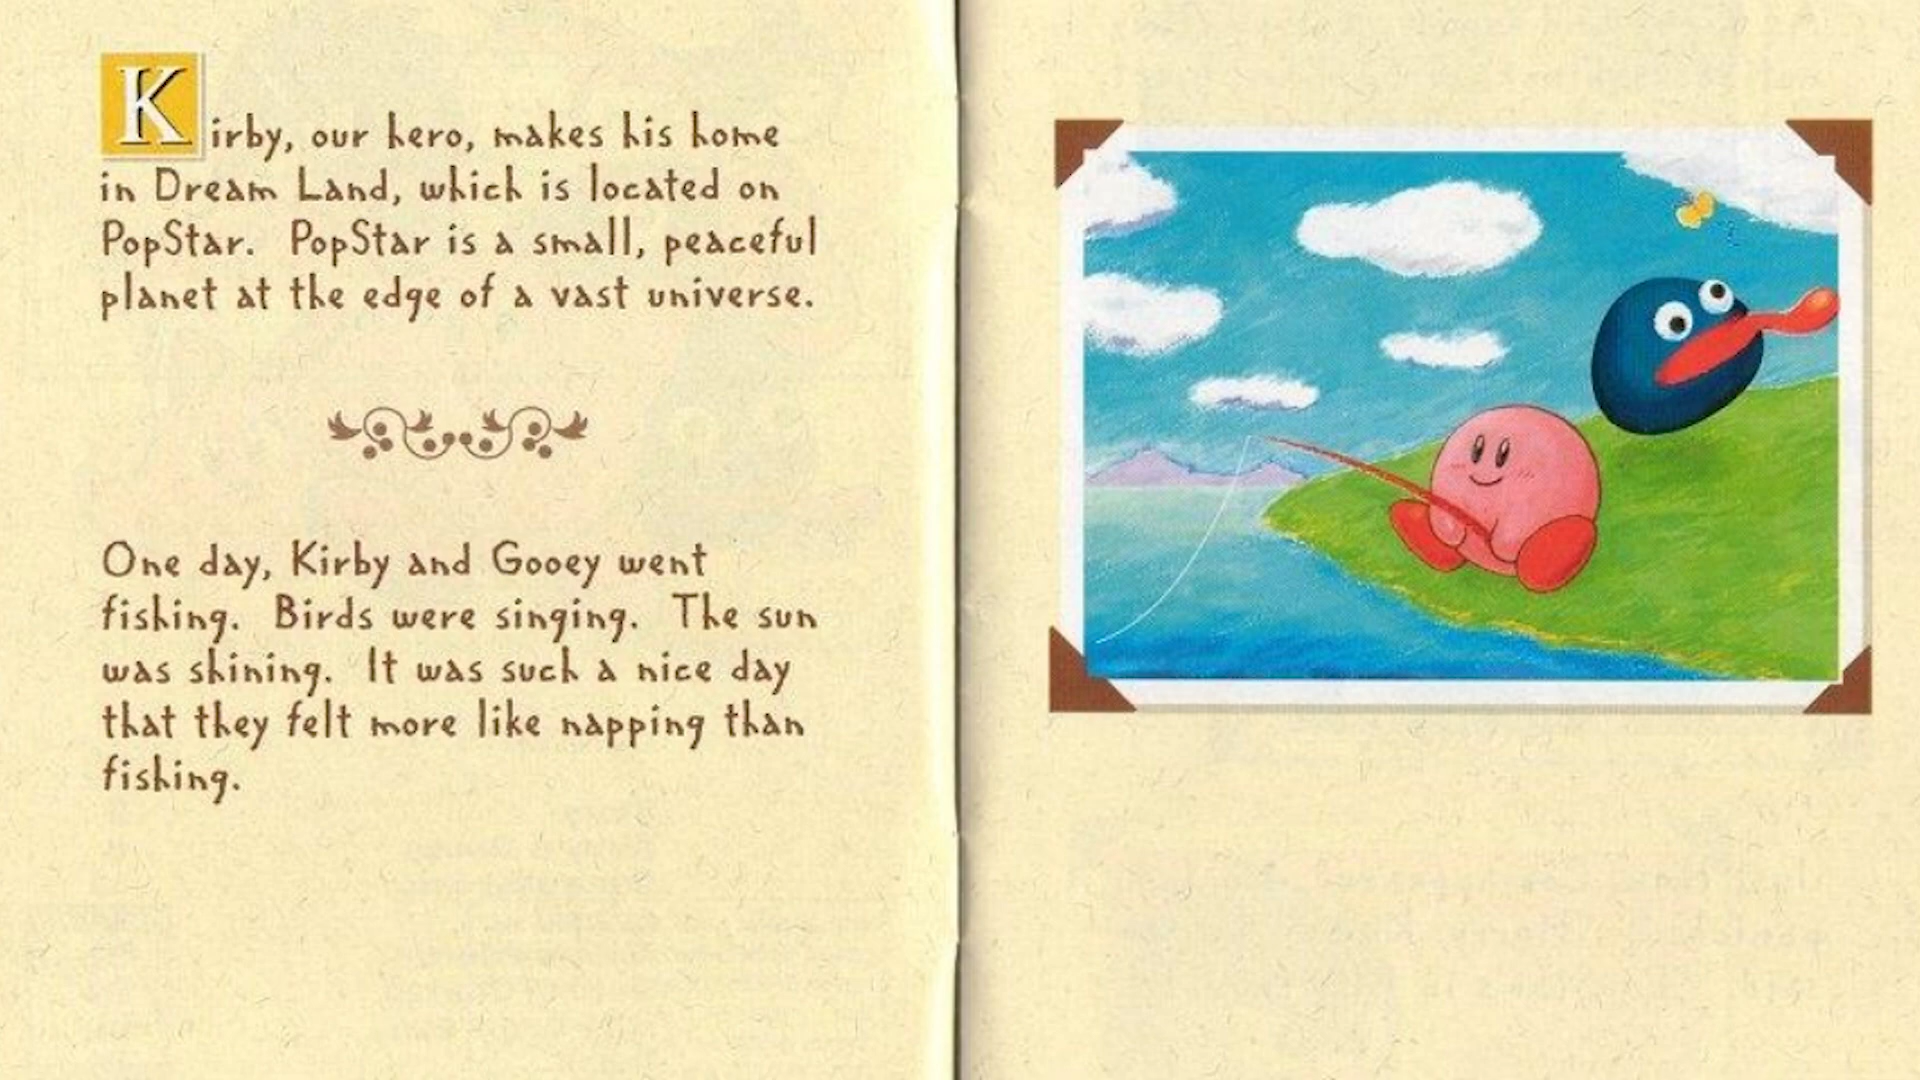 Kirby, our hero, makes his home
in Dream Land, which is located on
PopStar. PopStar is a small, peaceful
planet at the edge of a vast universe.
One day, Kirby and Gooey went
fishing. Birds were singing. The sun
was shining. It was such a nice day
that they felt more like napping than
fishing.